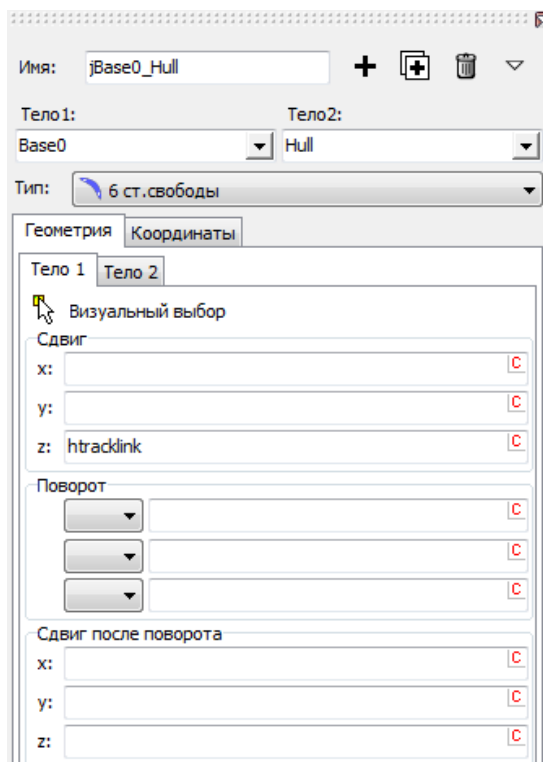 Имя: jBase0_Hull
Тело1: Тело2:
Base0 Hull
Тип: 6 ст.свободы
Геометрия Координаты
Тело 1 Тело 2
Визуальный выбор
Сдвиг
x: C
y: C
z: htracklink C
Поворот
C
C
C
Сдвиг после поворота
x: C
y: C
z: C